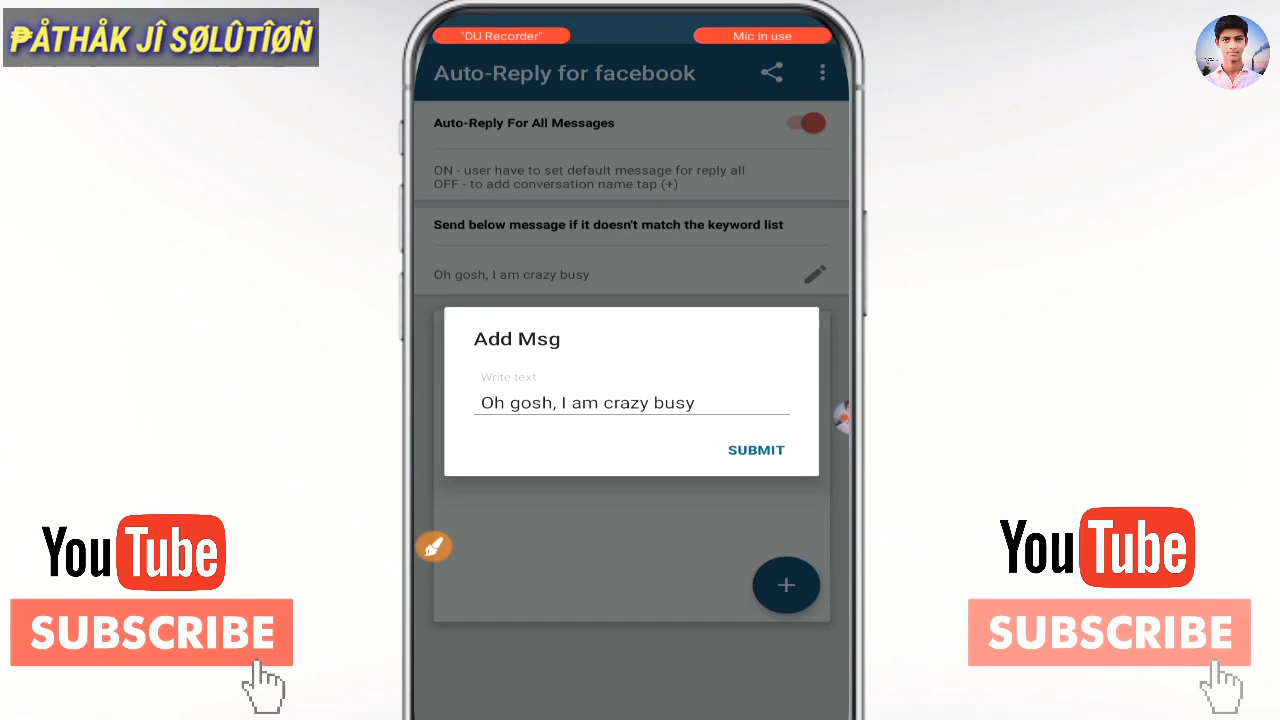 ₱ÅTHÅK JÎ SØLÛTÎØÑ
"DU Recorder"
Mic in use
Auto-Reply for facebook
Auto-Reply For All Messages
ON - user have to set default message for reply all
OFF - to add conversation name tap (+)
Send below message if it doesn't match the keyword list
Oh gosh, I am crazy busy
Add Msg
Write text
Oh gosh, I am crazy busy
SUBMIT
YouTube
SUBSCRIBE
YouTube
SUBSCRIBE